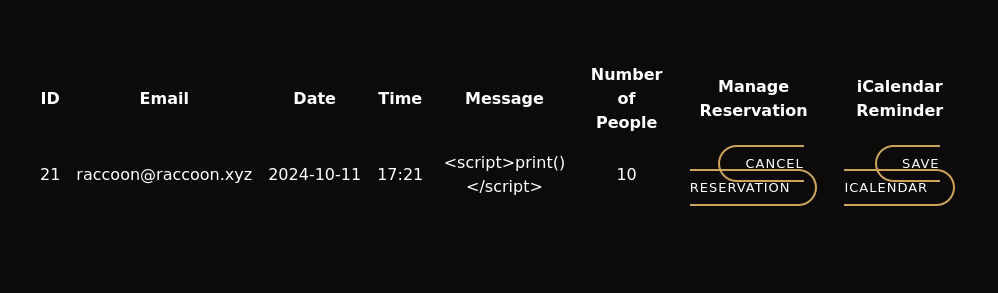 ID Email Date Time Message Number of People Manage Reservation iCalendar Reminder
21 raccoon@raccoon.xyz 2024-10-11 17:21 <script>print() </script> 10 CANCEL RESERVATION SAVE ICALENDAR